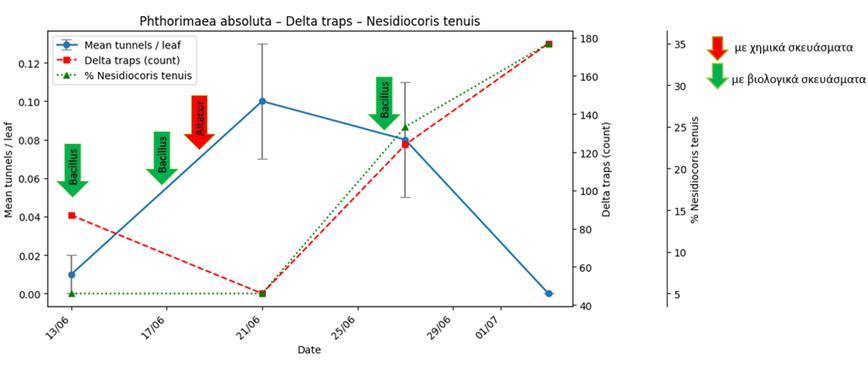 Phthorimaea absoluta – Delta traps – Nesidiocoris tenuis
Mean tunnels / leaf
Delta traps (count)
% Nesidiocoris tenuis
Mean tunnels / leaf
0.12
0.10
0.08
0.06
0.04
0.02
0.00
Bacillus
Bacillus
Altacor
Bacillus
180
160
140
120
100
80
60
40
Delta traps (count)
35
30
25
20
15
10
5
% Nesidiocoris tenuis
με χημικά σκευάσματα
με βιολογικά σκευάσματα
13/06
17/06
21/06
25/06
29/06
01/07
Date